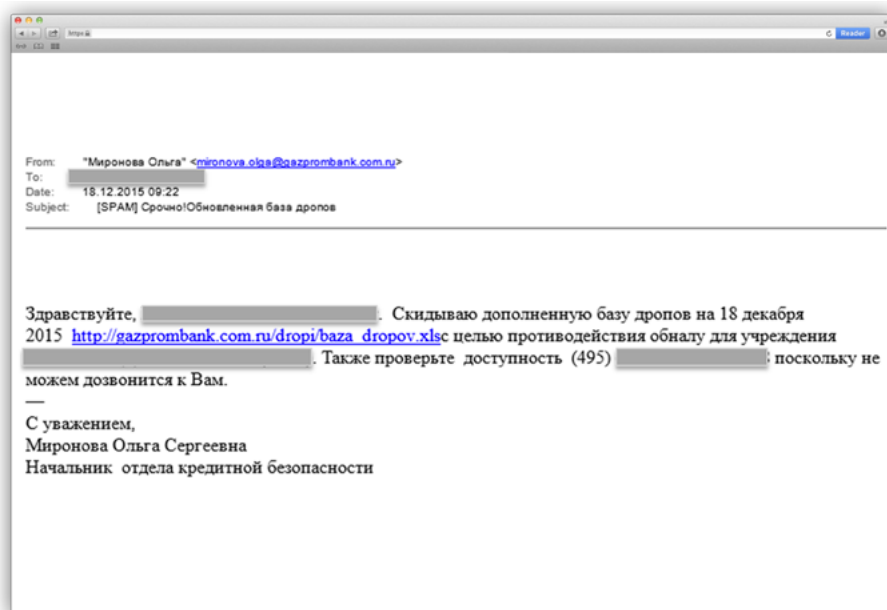 https
Reader
From: "Миронова Ольга" <mironova.olga@gazprombank.com.ru>
To:
Date: 18.12.2015 09:22
Subject: [SPAM] Срочно!Обновленная база дропов
Здравствуйте, . Скидываю дополненную базу дропов на 18 декабря
2015 http://gazprombank.com.ru/dropi/baza_dropov.xlsс целью противодействия обналу для учреждения
. Также проверьте доступность (495) поскольку не
можем дозвонится к Вам.
—
С уважением,
Миронова Ольга Сергеевна
Начальник отдела кредитной безопасности